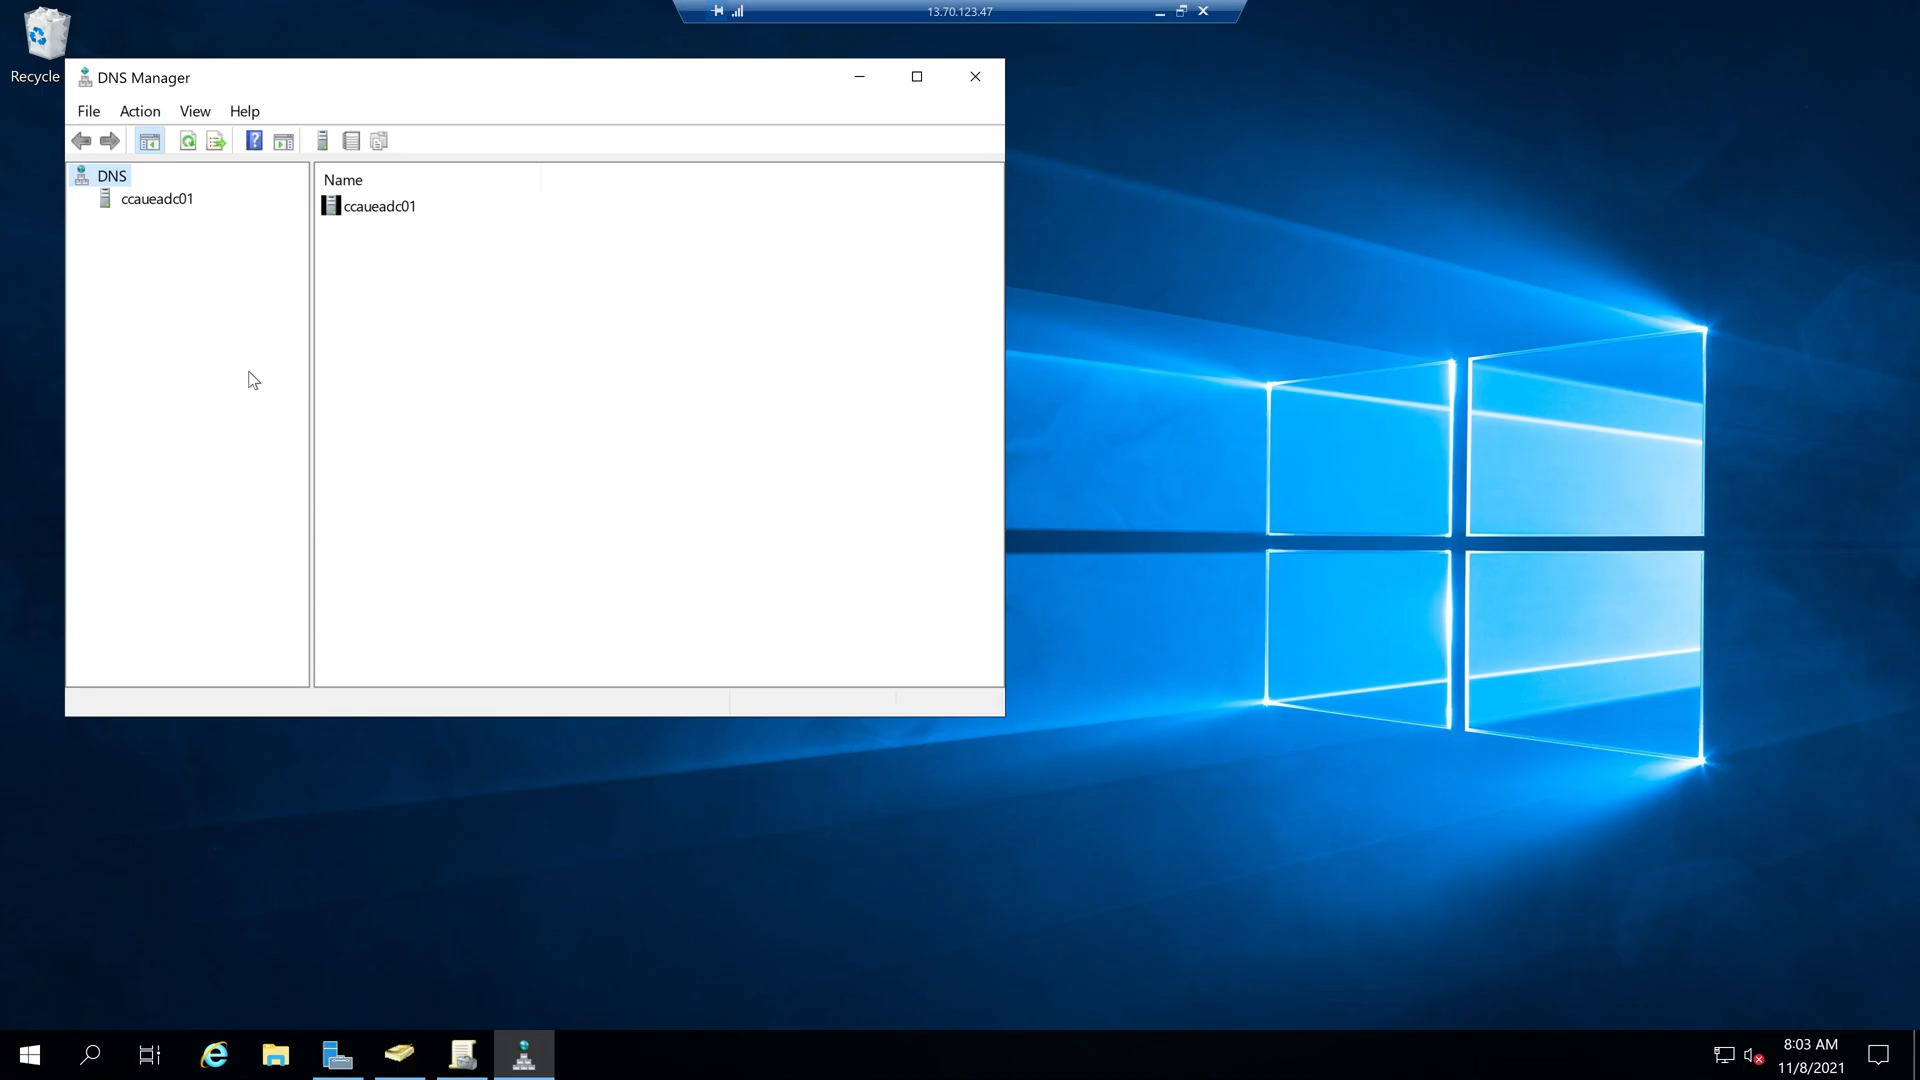 13.70.123.47
Recycle
DNS Manager
File Action View Help
DNS
ccaueadc01
Name
ccaueadc01
8:03 AM
11/8/2021